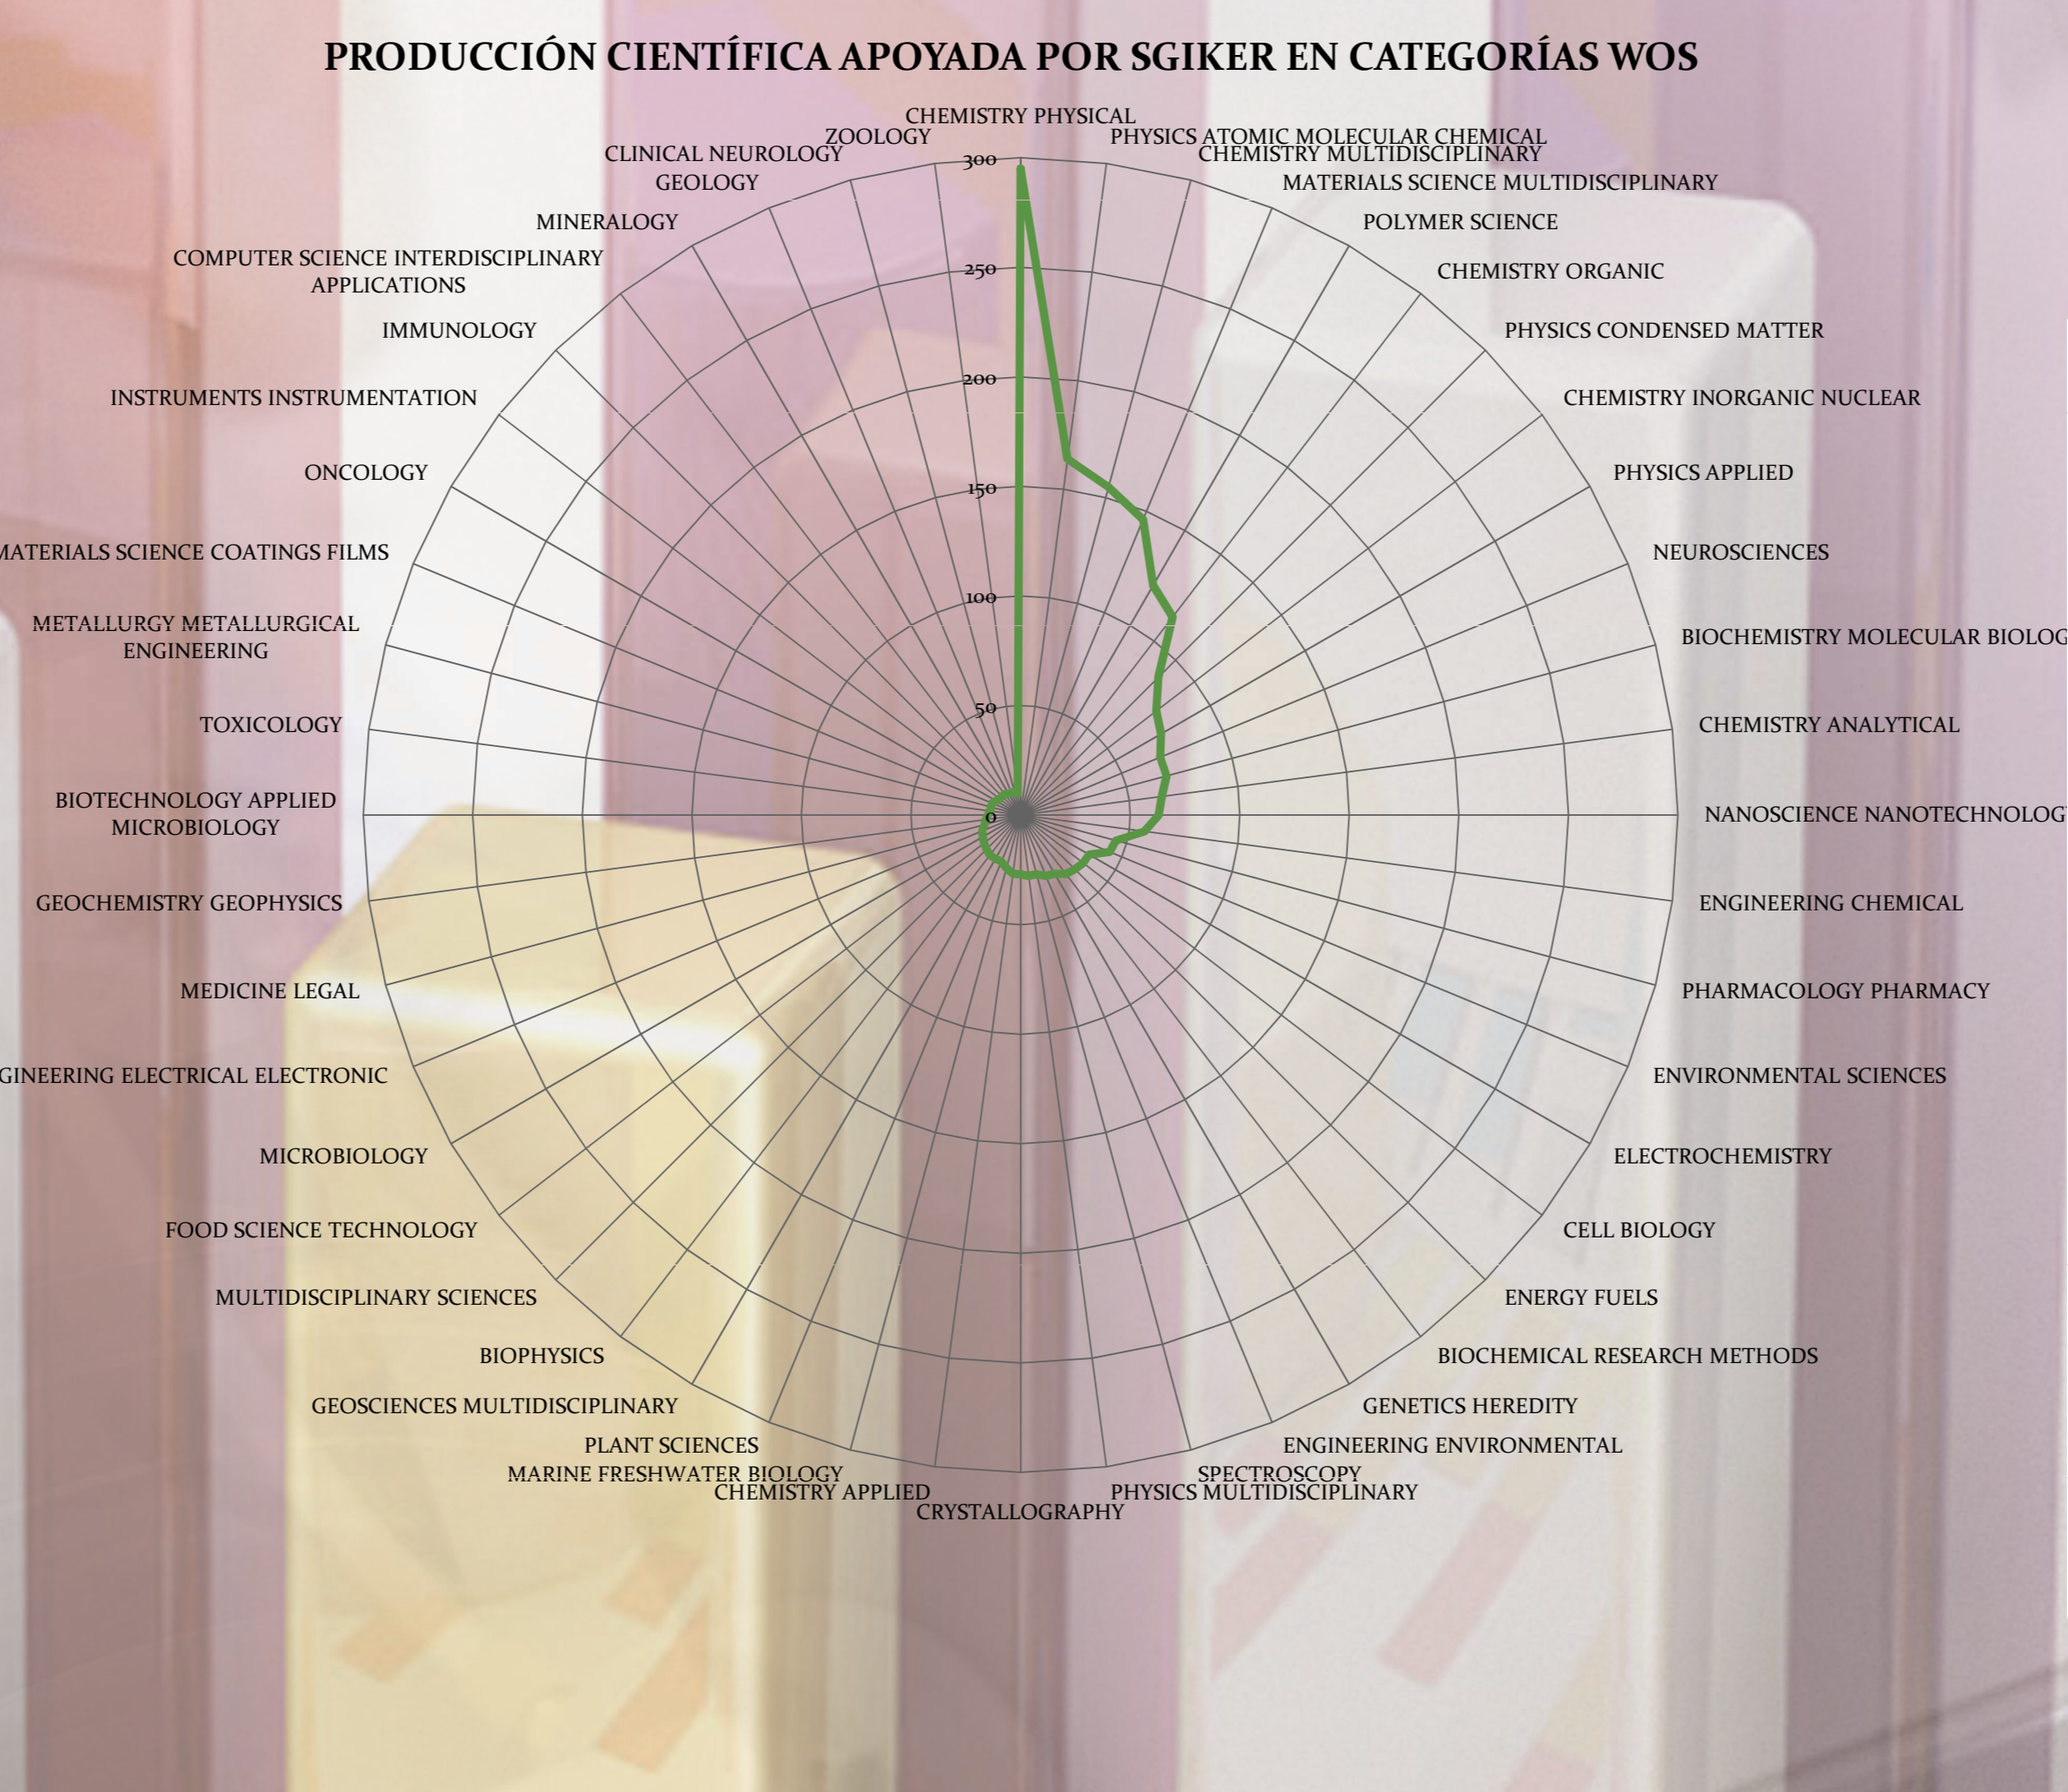 PRODUCCIÓN CIENTÍFICA APOYADA POR SGIKER EN CATEGORÍAS WOS
CHEMISTRY PHYSICAL
PHYSICS ATOMIC MOLECULAR CHEMICAL
CHEMISTRY MULTIDISCIPLINARY
MATERIALS SCIENCE MULTIDISCIPLINARY
POLYMER SCIENCE
CHEMISTRY ORGANIC
PHYSICS CONDENSED MATTER
CHEMISTRY INORGANIC NUCLEAR
PHYSICS APPLIED
NEUROSCIENCES
BIOCHEMISTRY MOLECULAR BIOLOG
CHEMISTRY ANALYTICAL
NANOSCIENCE NANOTECHNOLOG
ENGINEERING CHEMICAL
PHARMACOLOGY PHARMACY
ENVIRONMENTAL SCIENCES
ELECTROCHEMISTRY
CELL BIOLOGY
ENERGY FUELS
BIOCHEMICAL RESEARCH METHODS
GENETICS HEREDITY
ENGINEERING ENVIRONMENTAL
SPECTROSCOPY
PHYSICS MULTIDISCIPLINARY
CRYSTALLOGRAPHY
CHEMISTRY APPLIED
MARINE FRESHWATER BIOLOGY
PLANT SCIENCES
GEOSCIENCES MULTIDISCIPLINARY
BIOPHYSICS
MULTIDISCIPLINARY SCIENCES
FOOD SCIENCE TECHNOLOGY
MICROBIOLOGY
GINEERING ELECTRICAL ELECTRONIC
MEDICINE LEGAL
GEOCHEMISTRY GEOPHYSICS
BIOTECHNOLOGY APPLIED
MICROBIOLOGY
TOXICOLOGY
METALLURGY METALLURGICAL
ENGINEERING
MATERIALS SCIENCE COATINGS FILMS
ONCOLOGY
INSTRUMENTS INSTRUMENTATION
IMMUNOLOGY
COMPUTER SCIENCE INTERDISCIPLINARY
APPLICATIONS
MINERALOGY
GEOLOGY
CLINICAL NEUROLOGY
ZOOLOGY
300
250
200
150
100
50
0